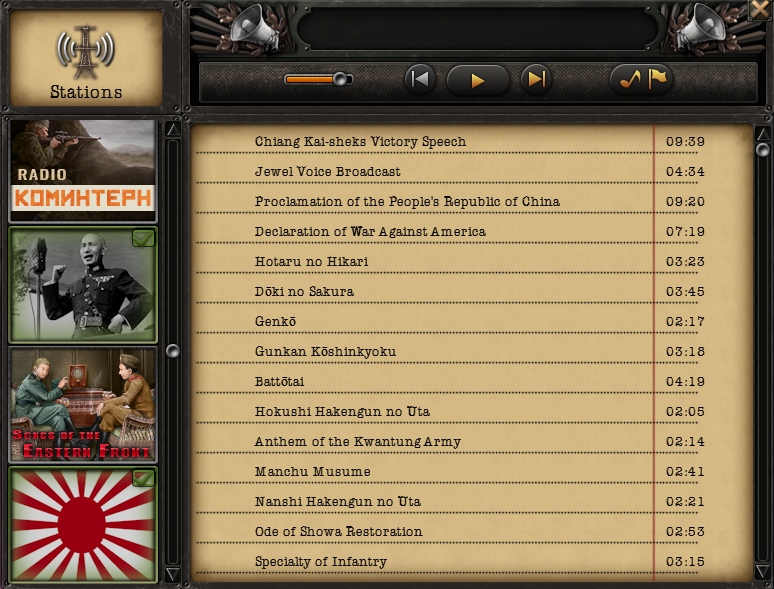 Stations
RADIO
КОМИНТЕРН
SONGS OF THE
EASTERN FRONT
Chiang Kai-sheks Victory Speech 09:39
Jewel Voice Broadcast 04:34
Proclamation of the People's Republic of China 09:20
Declaration of War Against America 07:19
Hotaru no Hikari 03:23
Dōki no Sakura 03:45
Genkō 02:17
Gunkan Kōshinkyoku 03:18
Battōtai 04:19
Hokushi Hakengun no Uta 02:05
Anthem of the Kwantung Army 02:14
Manchu Musume 02:41
Nanshi Hakengun no Uta 02:21
Ode of Showa Restoration 02:53
Specialty of Infantry 03:15